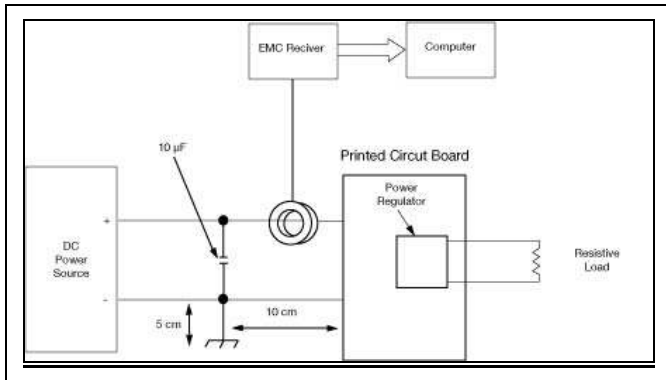 EMC Reciver
Computer
10 µF
Printed Circut Board
Power
Regulator
+
DC
Power
Source
-
Resistive
Load
5 cm
10 cm